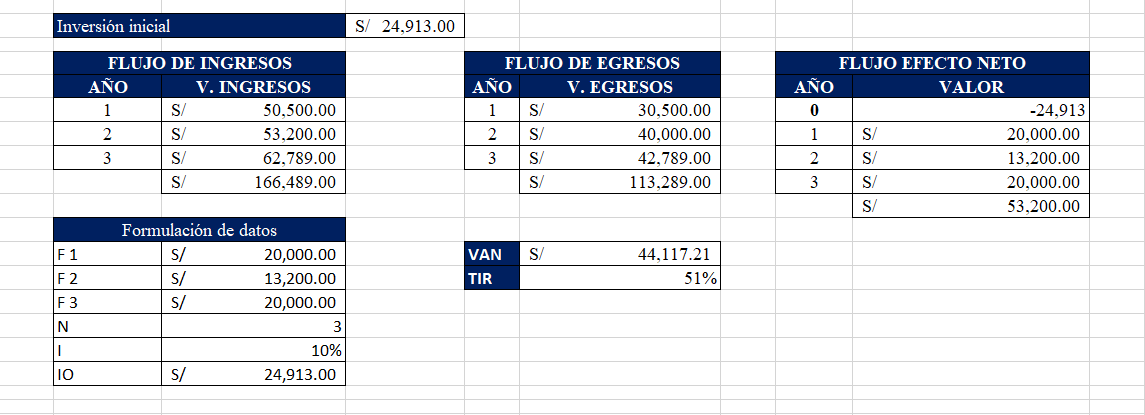 Inversión inicial S/ 24,913.00
FLUJO DE INGRESOS FLUJO DE EGRESOS FLUJO EFECTO NETO
AÑO V. INGRESOS AÑO V. EGRESOS AÑO VALOR
1 S/ 50,500.00 1 S/ 30,500.00 0 -24,913
2 S/ 53,200.00 2 S/ 40,000.00 1 S/ 20,000.00
3 S/ 62,789.00 3 S/ 42,789.00 2 S/ 13,200.00
S/ 166,489.00 S/ 113,289.00 3 S/ 20,000.00
S/ 53,200.00
Formulación de datos
F 1 S/ 20,000.00 VAN S/ 44,117.21
F 2 S/ 13,200.00 TIR 51%
F 3 S/ 20,000.00
N 3
I 10%
IO S/ 24,913.00